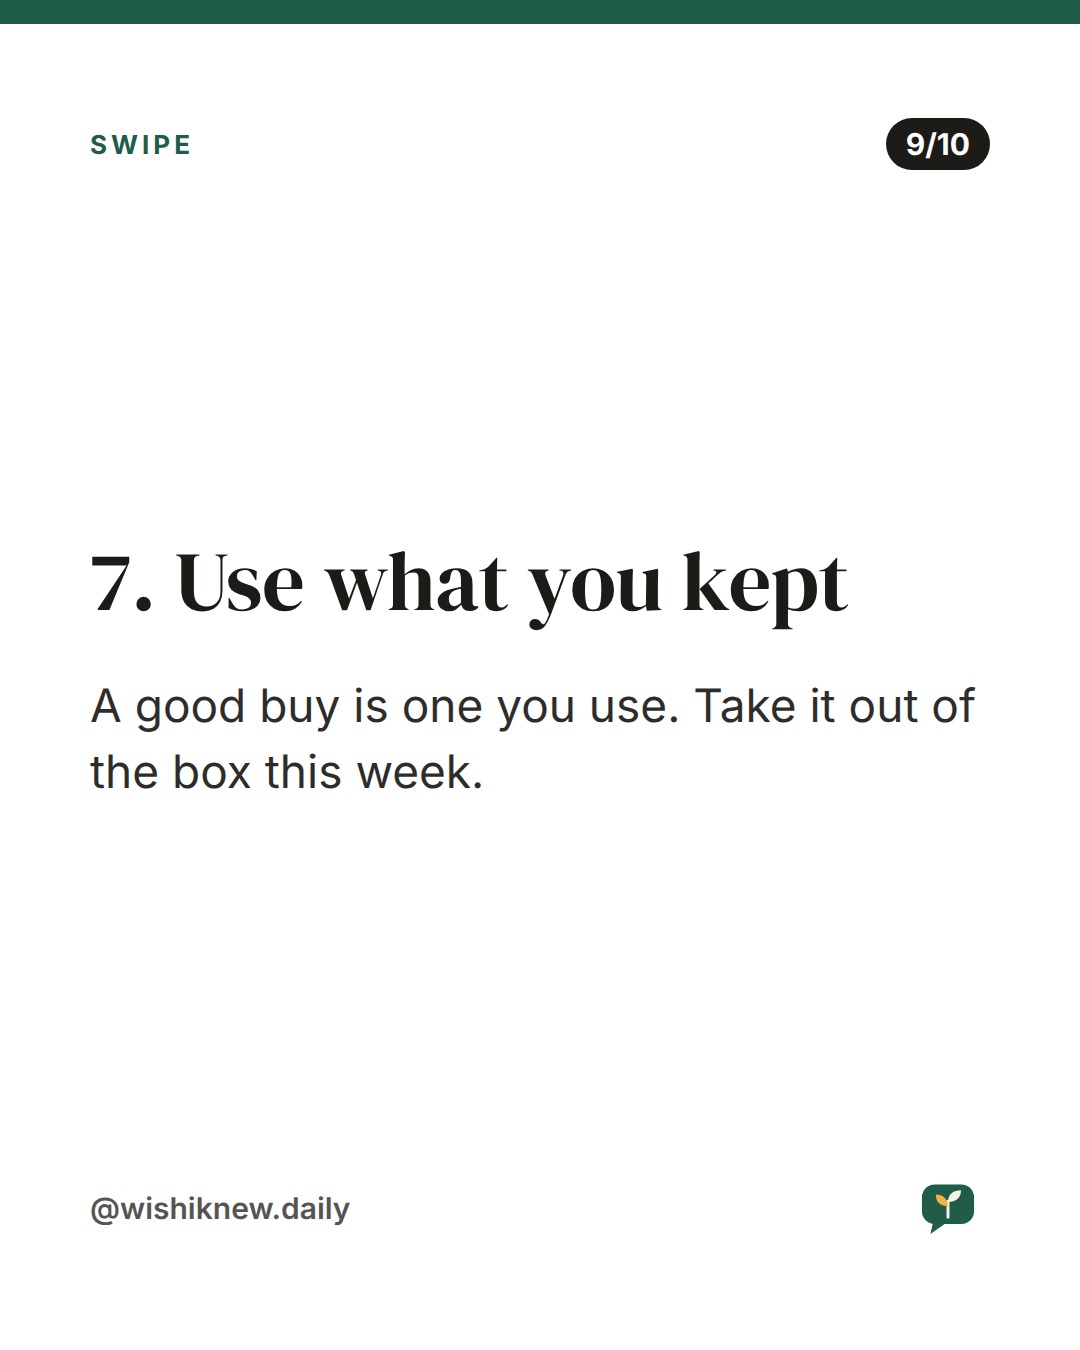 SWIPE
9/10
7. Use what you kept
A good buy is one you use. Take it out of
the box this week.
@wishiknew.daily